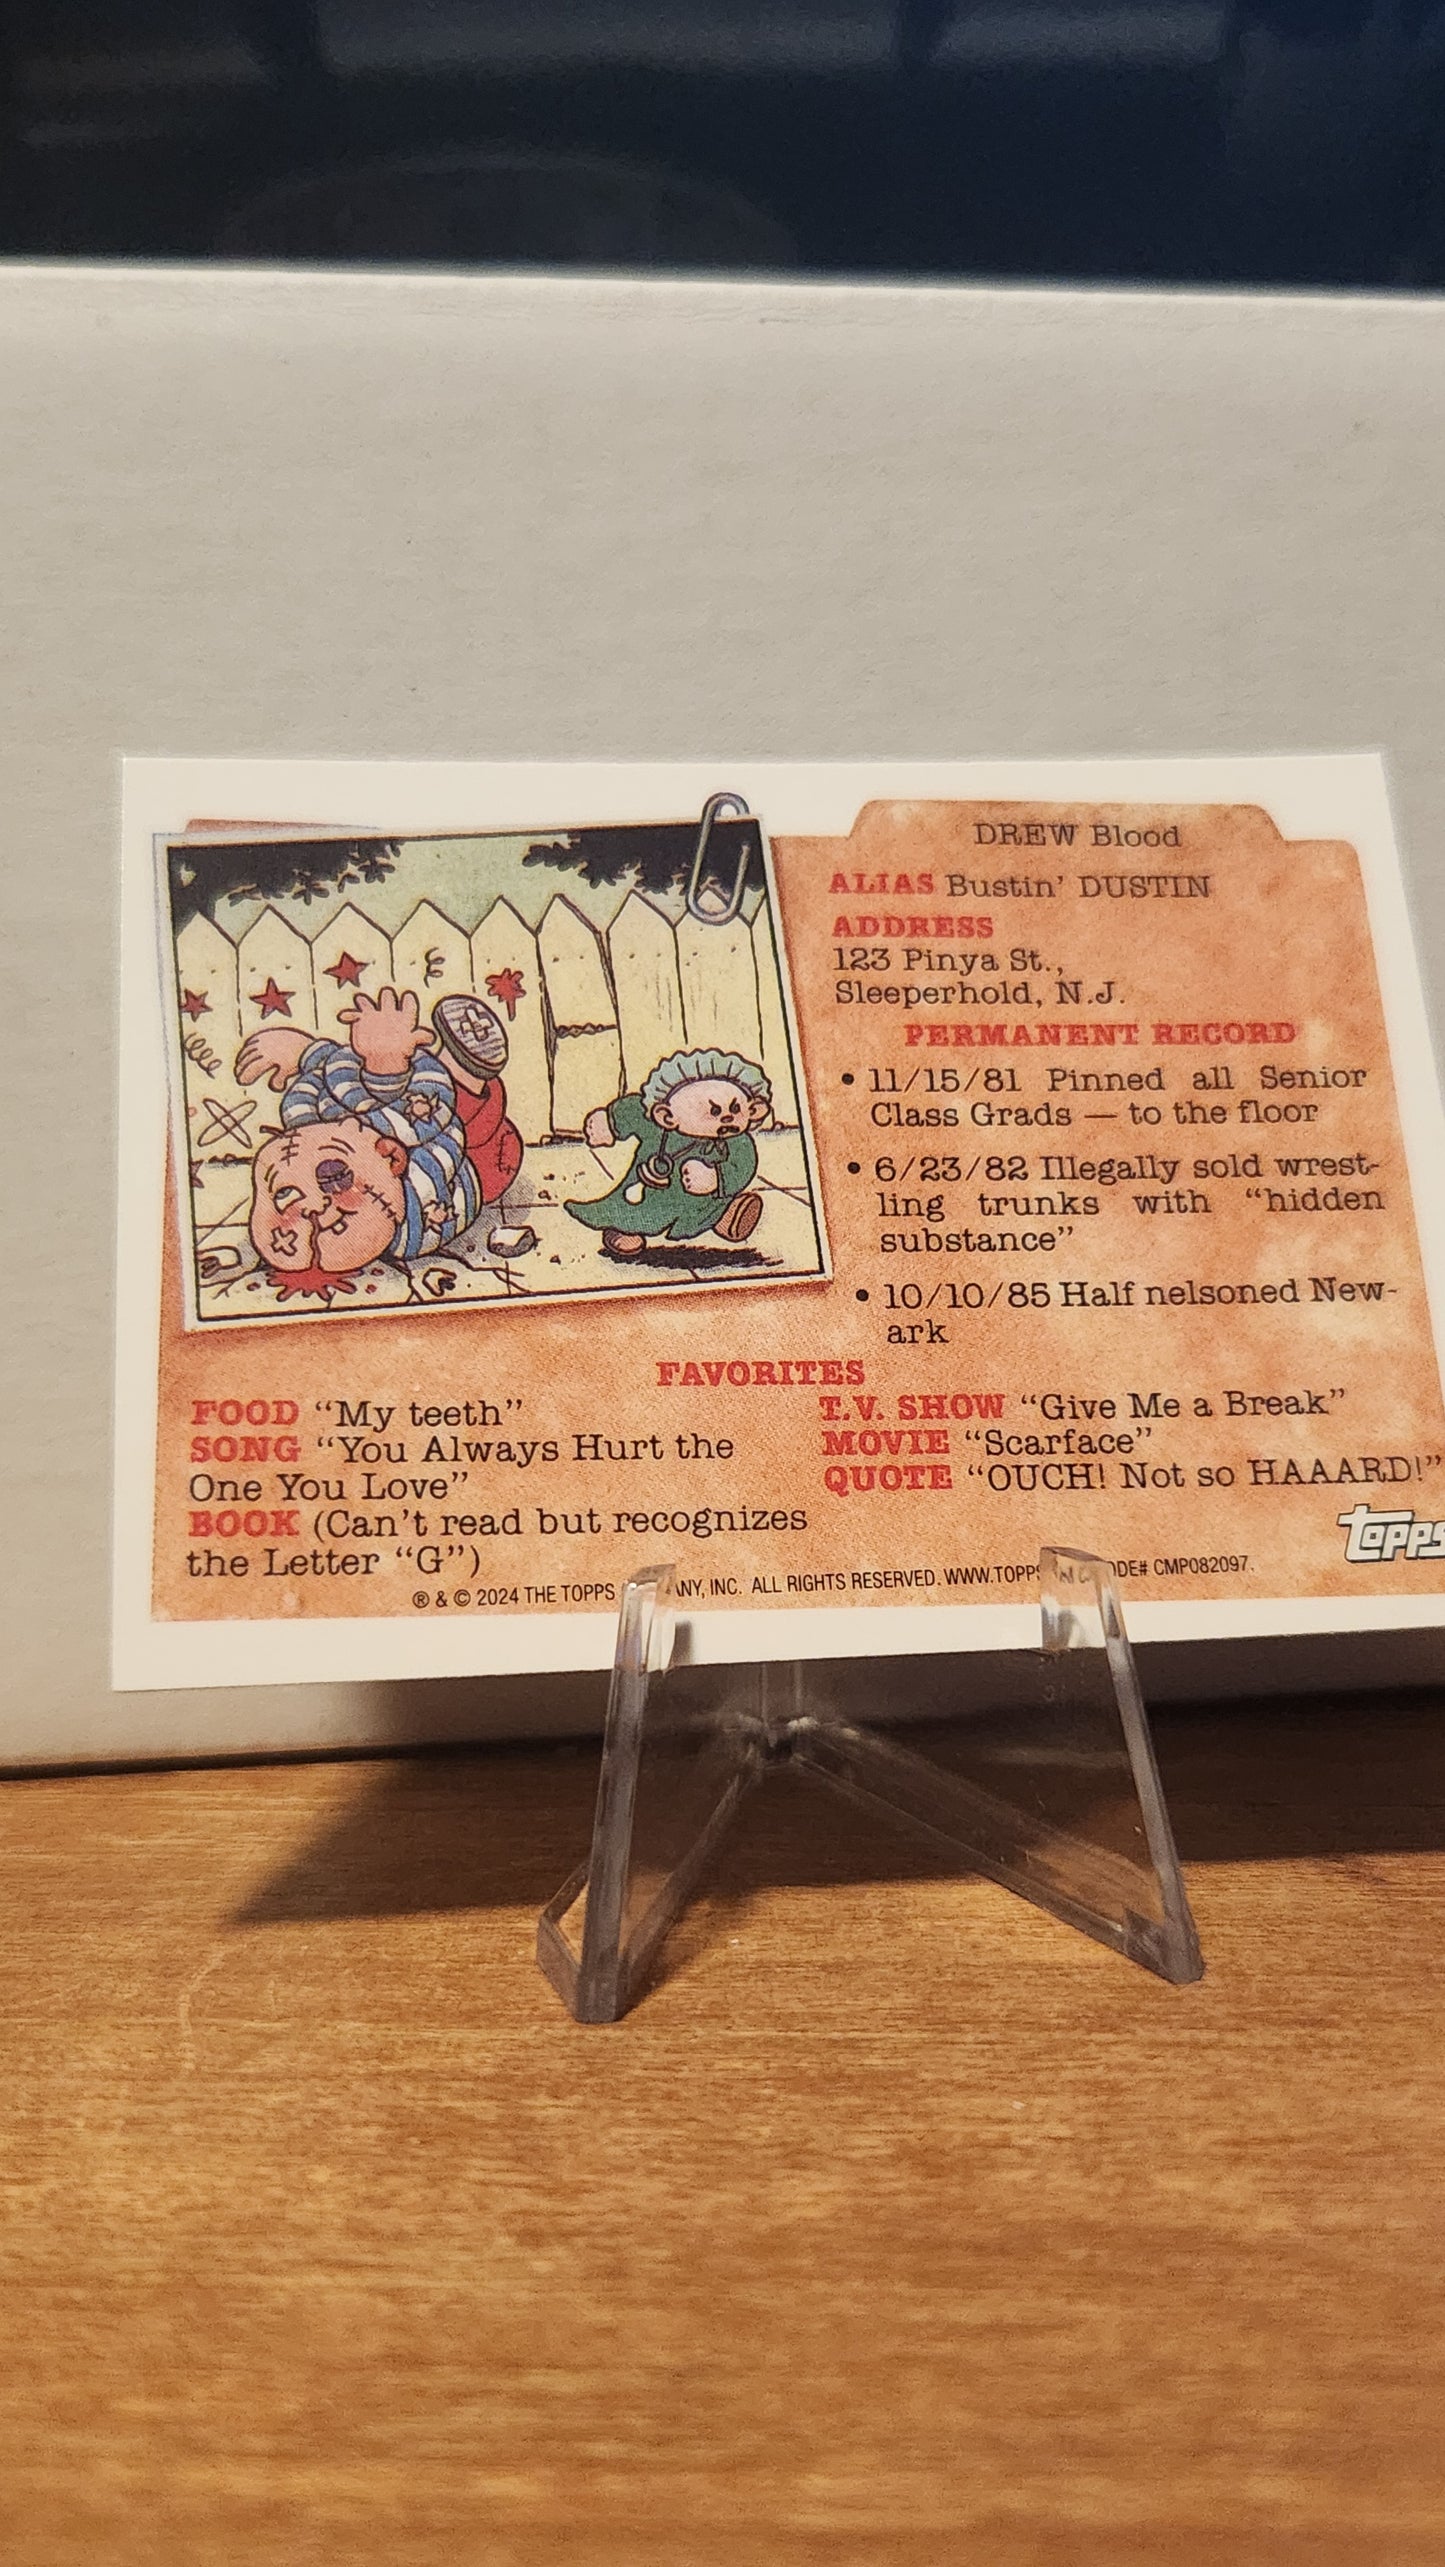 DREW Blood
ALIAS Bustin' DUSTIN
ADDRESS
123 Pinya St.,
Sleeperhold, N.J.
PERMANENT RECORD
• 11/15/81 Pinned all Senior
Class Grads — to the floor
• 6/23/82 Illegally sold wrest-
ling trunks with "hidden
substance"
• 10/10/85 Half nelsoned New-
ark
FAVORITES
FOOD "My teeth"
SONG "You Always Hurt the
One You Love"
BOOK (Can't read but recognizes
the Letter "G")
T.V. SHOW "Give Me a Break"
MOVIE "Scarface"
QUOTE "OUCH! Not so HAAARD!"
topps
® & © 2024 THE TOPPS ANY, INC. ALL RIGHTS RESERVED. WWW.TOPPS ODE# CMP082097.